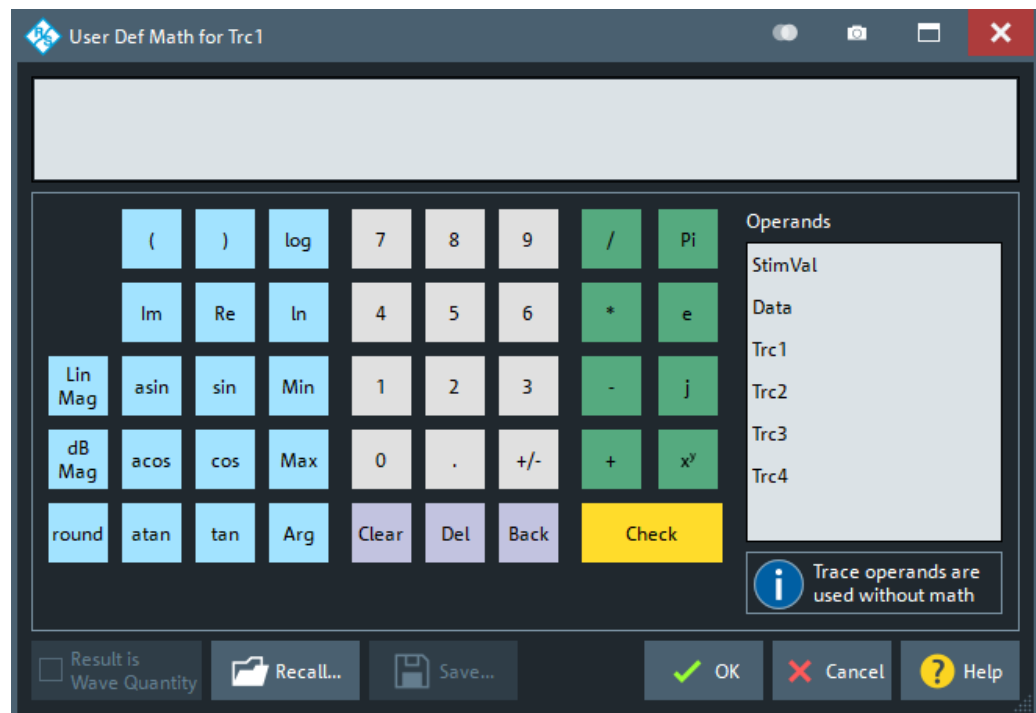 R&S User Def Math for Trc1
( ) log 7 8 9 / Pi
Im Re ln 4 5 6 * e
Lin Mag asin sin Min 1 2 3 - j
dB Mag acos cos Max 0 . +/- + xʸ
round atan tan Arg Clear Del Back Check
Operands
StimVal
Data
Trc1
Trc2
Trc3
Trc4
Trace operands are
used without math
Result is
Wave Quantity
Recall... Save... OK Cancel Help